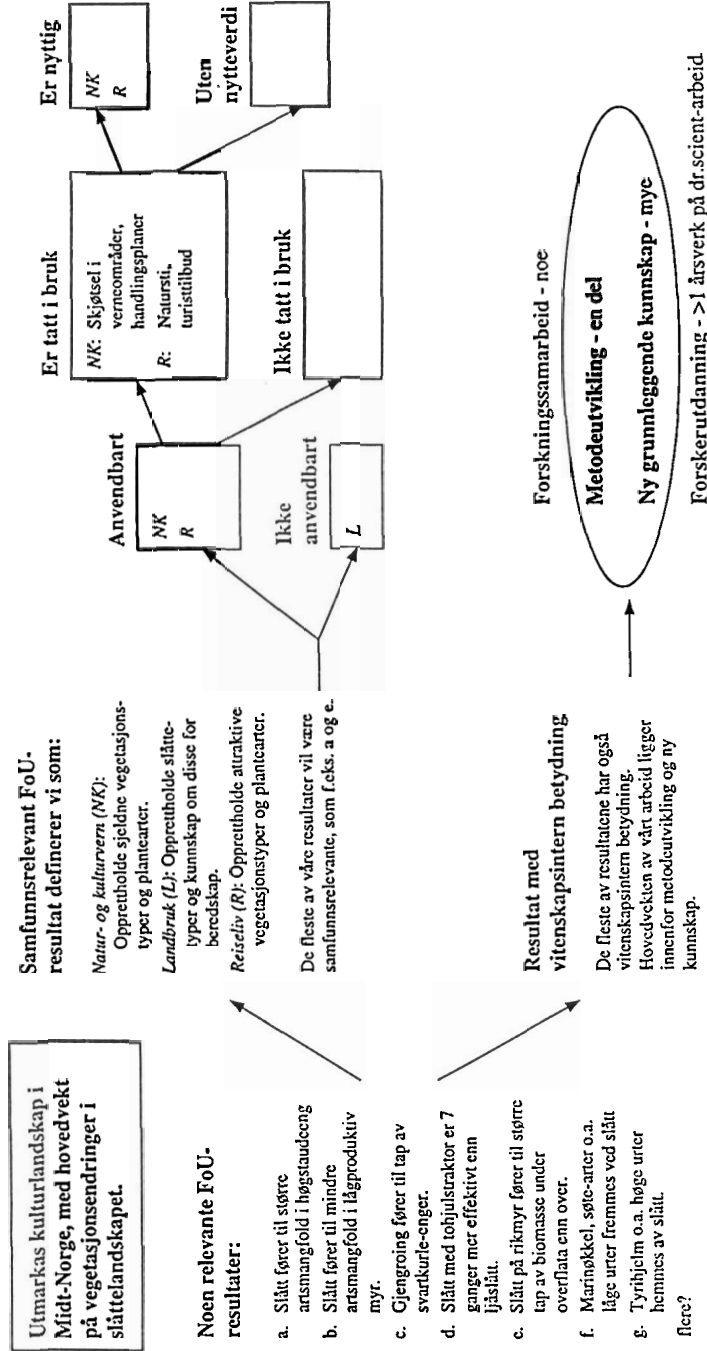 Utmarkas kulturlandskap i
Midt-Norge, med hovedvekt
på vegetasjonsendringer i
slåttelandskapet.
Noen relevante FoU-
resultater:
a. Slått fører til større
artsmangfold i høgstaudeeng
b. Slått fører til mindre
artsmangfold i lågproduktiv
myr.
c. Gjengroing fører til tap av
svartkurle-enger.
d. Slått med tohjulstraktor er 7
ganger mer effektivt enn
ljåslått.
e. Slått på rikmyr fører til større
tap av biomasse under
overflata enn over.
f. Marinøkkel, søte-arter o.a.
låge urter fremmes ved slått
g. Tyrihjelm o.a. høge urter
hemmes av slått.
flere?
Samfunnsrelevant FoU-
resultat definerer vi som:
Natur- og kulturvern (NK):
Opprettholde sjeldne vegetasjons-
typer og plantearter.
Landbruk (L): Opprettholde slåtte-
typer og kunnskap om disse for
beredskap.
Reiseliv (R): Opprettholde attraktive
vegetasjonstyper og plantearter.
De fleste av våre resultater vil være
samfunnsrelevante, som f.eks. a og e.
Resultat med
vitenskapsintern betydning
De fleste av resultatene har også
vitenskapsintern betydning.
Hovedvekten av vårt arbeid ligger
innenfor metodeutvikling og ny
kunnskap.
Anvendbart
NK
R
Ikke
anvendbart
L
Er tatt i bruk
NK: Skjøtsel i
verneområder,
handlingsplaner
R: Natursti,
turisttilbud
Ikke tatt i bruk
Er nyttig
NK
R
Uten
nytteverdi
Forskningssamarbeid - noe
Metodeutvikling - en del
Ny grunnleggende kunnskap - mye
Forskerutdanning - >1 årsverk på dr.scient-arbeid